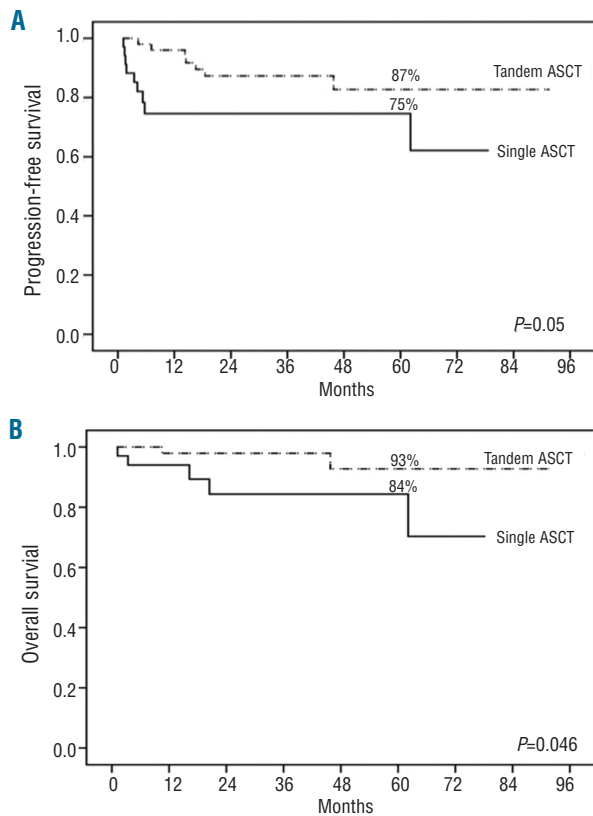 A
Progression-free survival
1.0
0.8
0.6
0.4
0.2
0.0
87%
Tandem ASCT
75%
Single ASCT
P=0.05
0 12 24 36 48 60 72 84 96
Months
B
Overall survial
1.0
0.8
0.6
0.4
0.2
0.0
93%
Tandem ASCT
84%
Single ASCT
P=0.046
0 12 24 36 48 60 72 84 96
Months